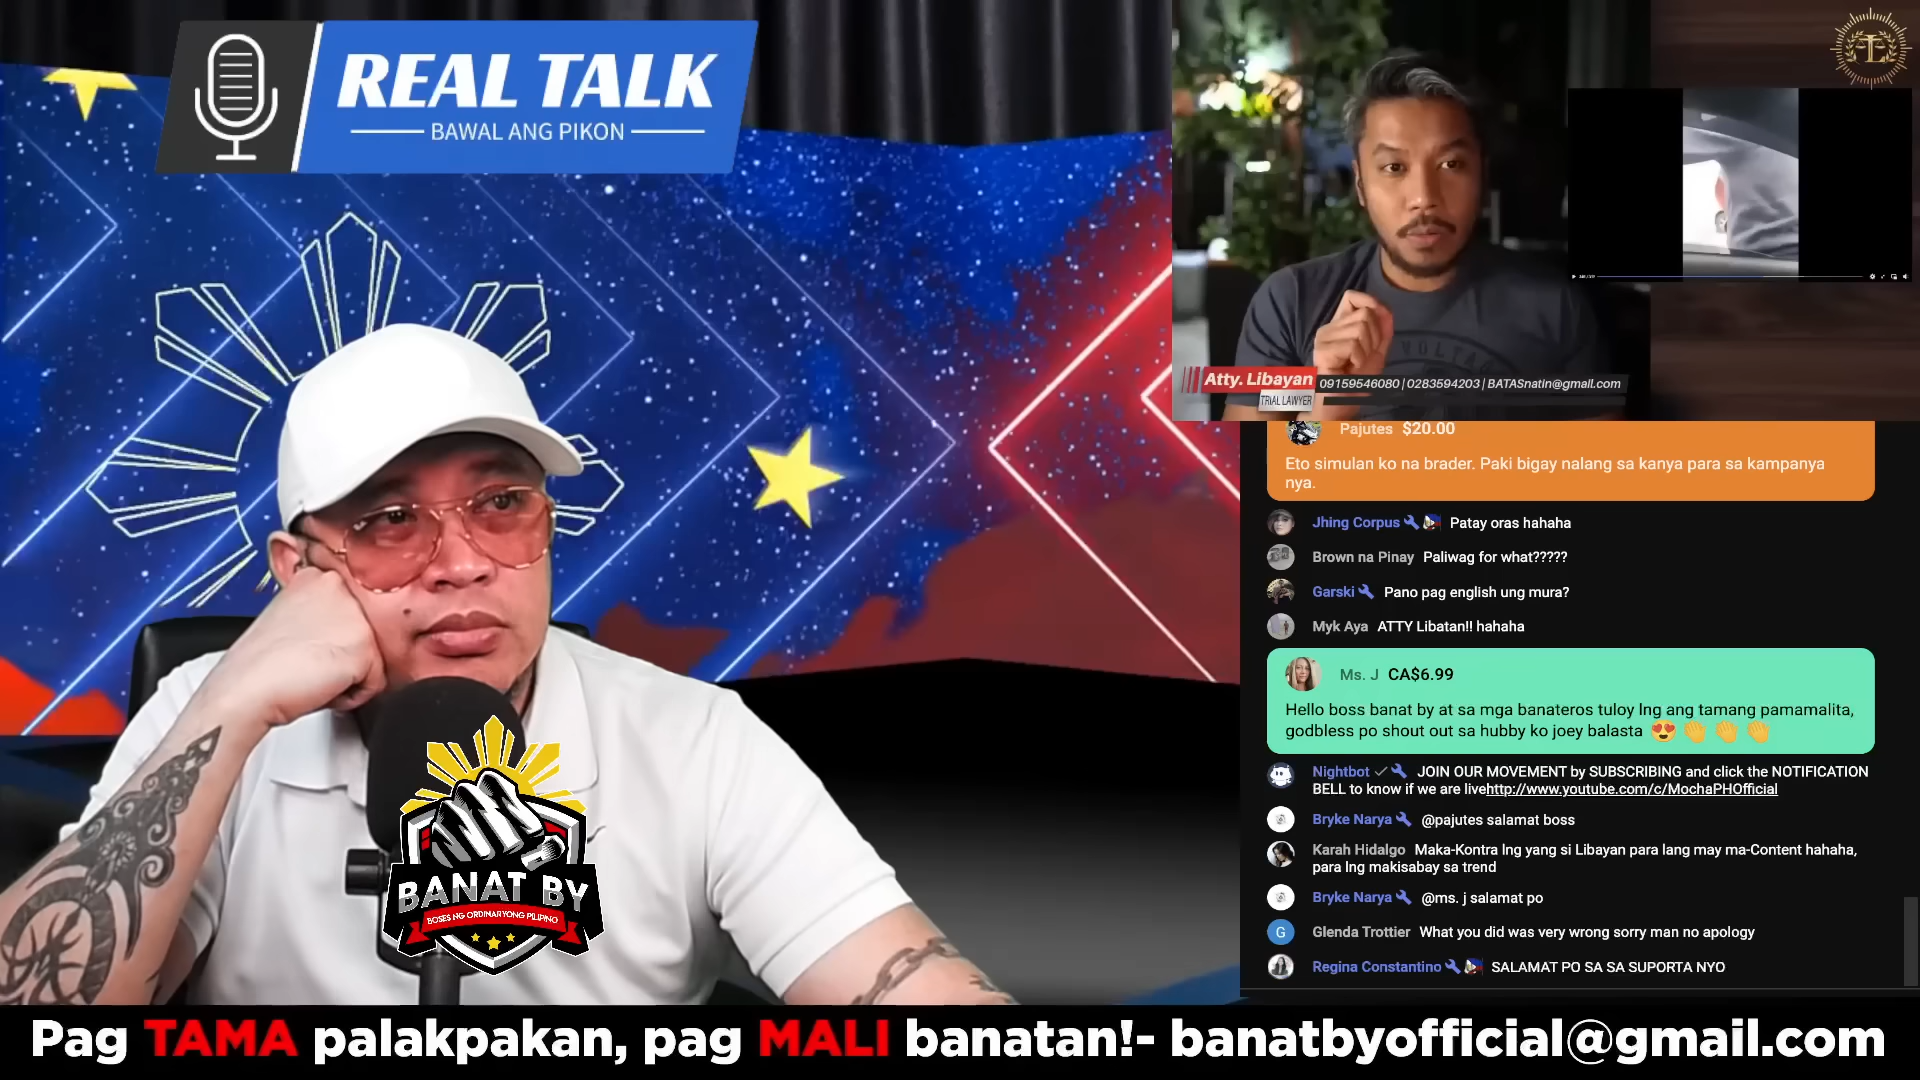 REAL TALK
BAWAL ANG PIKON
Atty. Libayan
TRIAL LAWYER
09159546080 | 0283594203 | BATASnatin@gmail.com
Pajutes $20.00
Eto simulan ko na brader. Paki bigay nalang sa kanya para sa kampanya
nya.
Jhing Corpus Patay oras hahaha
Brown na Pinay Paliwag for what?????
Garski Pano pag english ung mura?
Myk Aya ATTY Libatan!! hahaha
Ms. J CA$6.99
Hello boss banat by at sa mga banateros tuloy lng ang tamang pamamalita,
godbless po shout out sa hubby ko joey balasta 😍 👏 👏 👏
Nightbot JOIN OUR MOVEMENT by SUBSCRIBING and click the NOTIFICATION
BELL to know if we are livehttp://www.youtube.com/c/MochaPHOfficial
Bryke Narya @pajutes salamat boss
Karah Hidalgo Maka-Kontra lng yang si Libayan para lang may ma-Content hahaha,
para lng makisabay sa trend
Bryke Narya @ms. j salamat po
G Glenda Trottier What you did was very wrong sorry man no apology
Regina Constantino SALAMAT PO SA SA SUPORTA NYO
BANAT BY
BOSES NG ORDINARYONG PILIPINO
Pag TAMA palakpakan, pag MALI banatan!- banatbyofficial@gmail.com